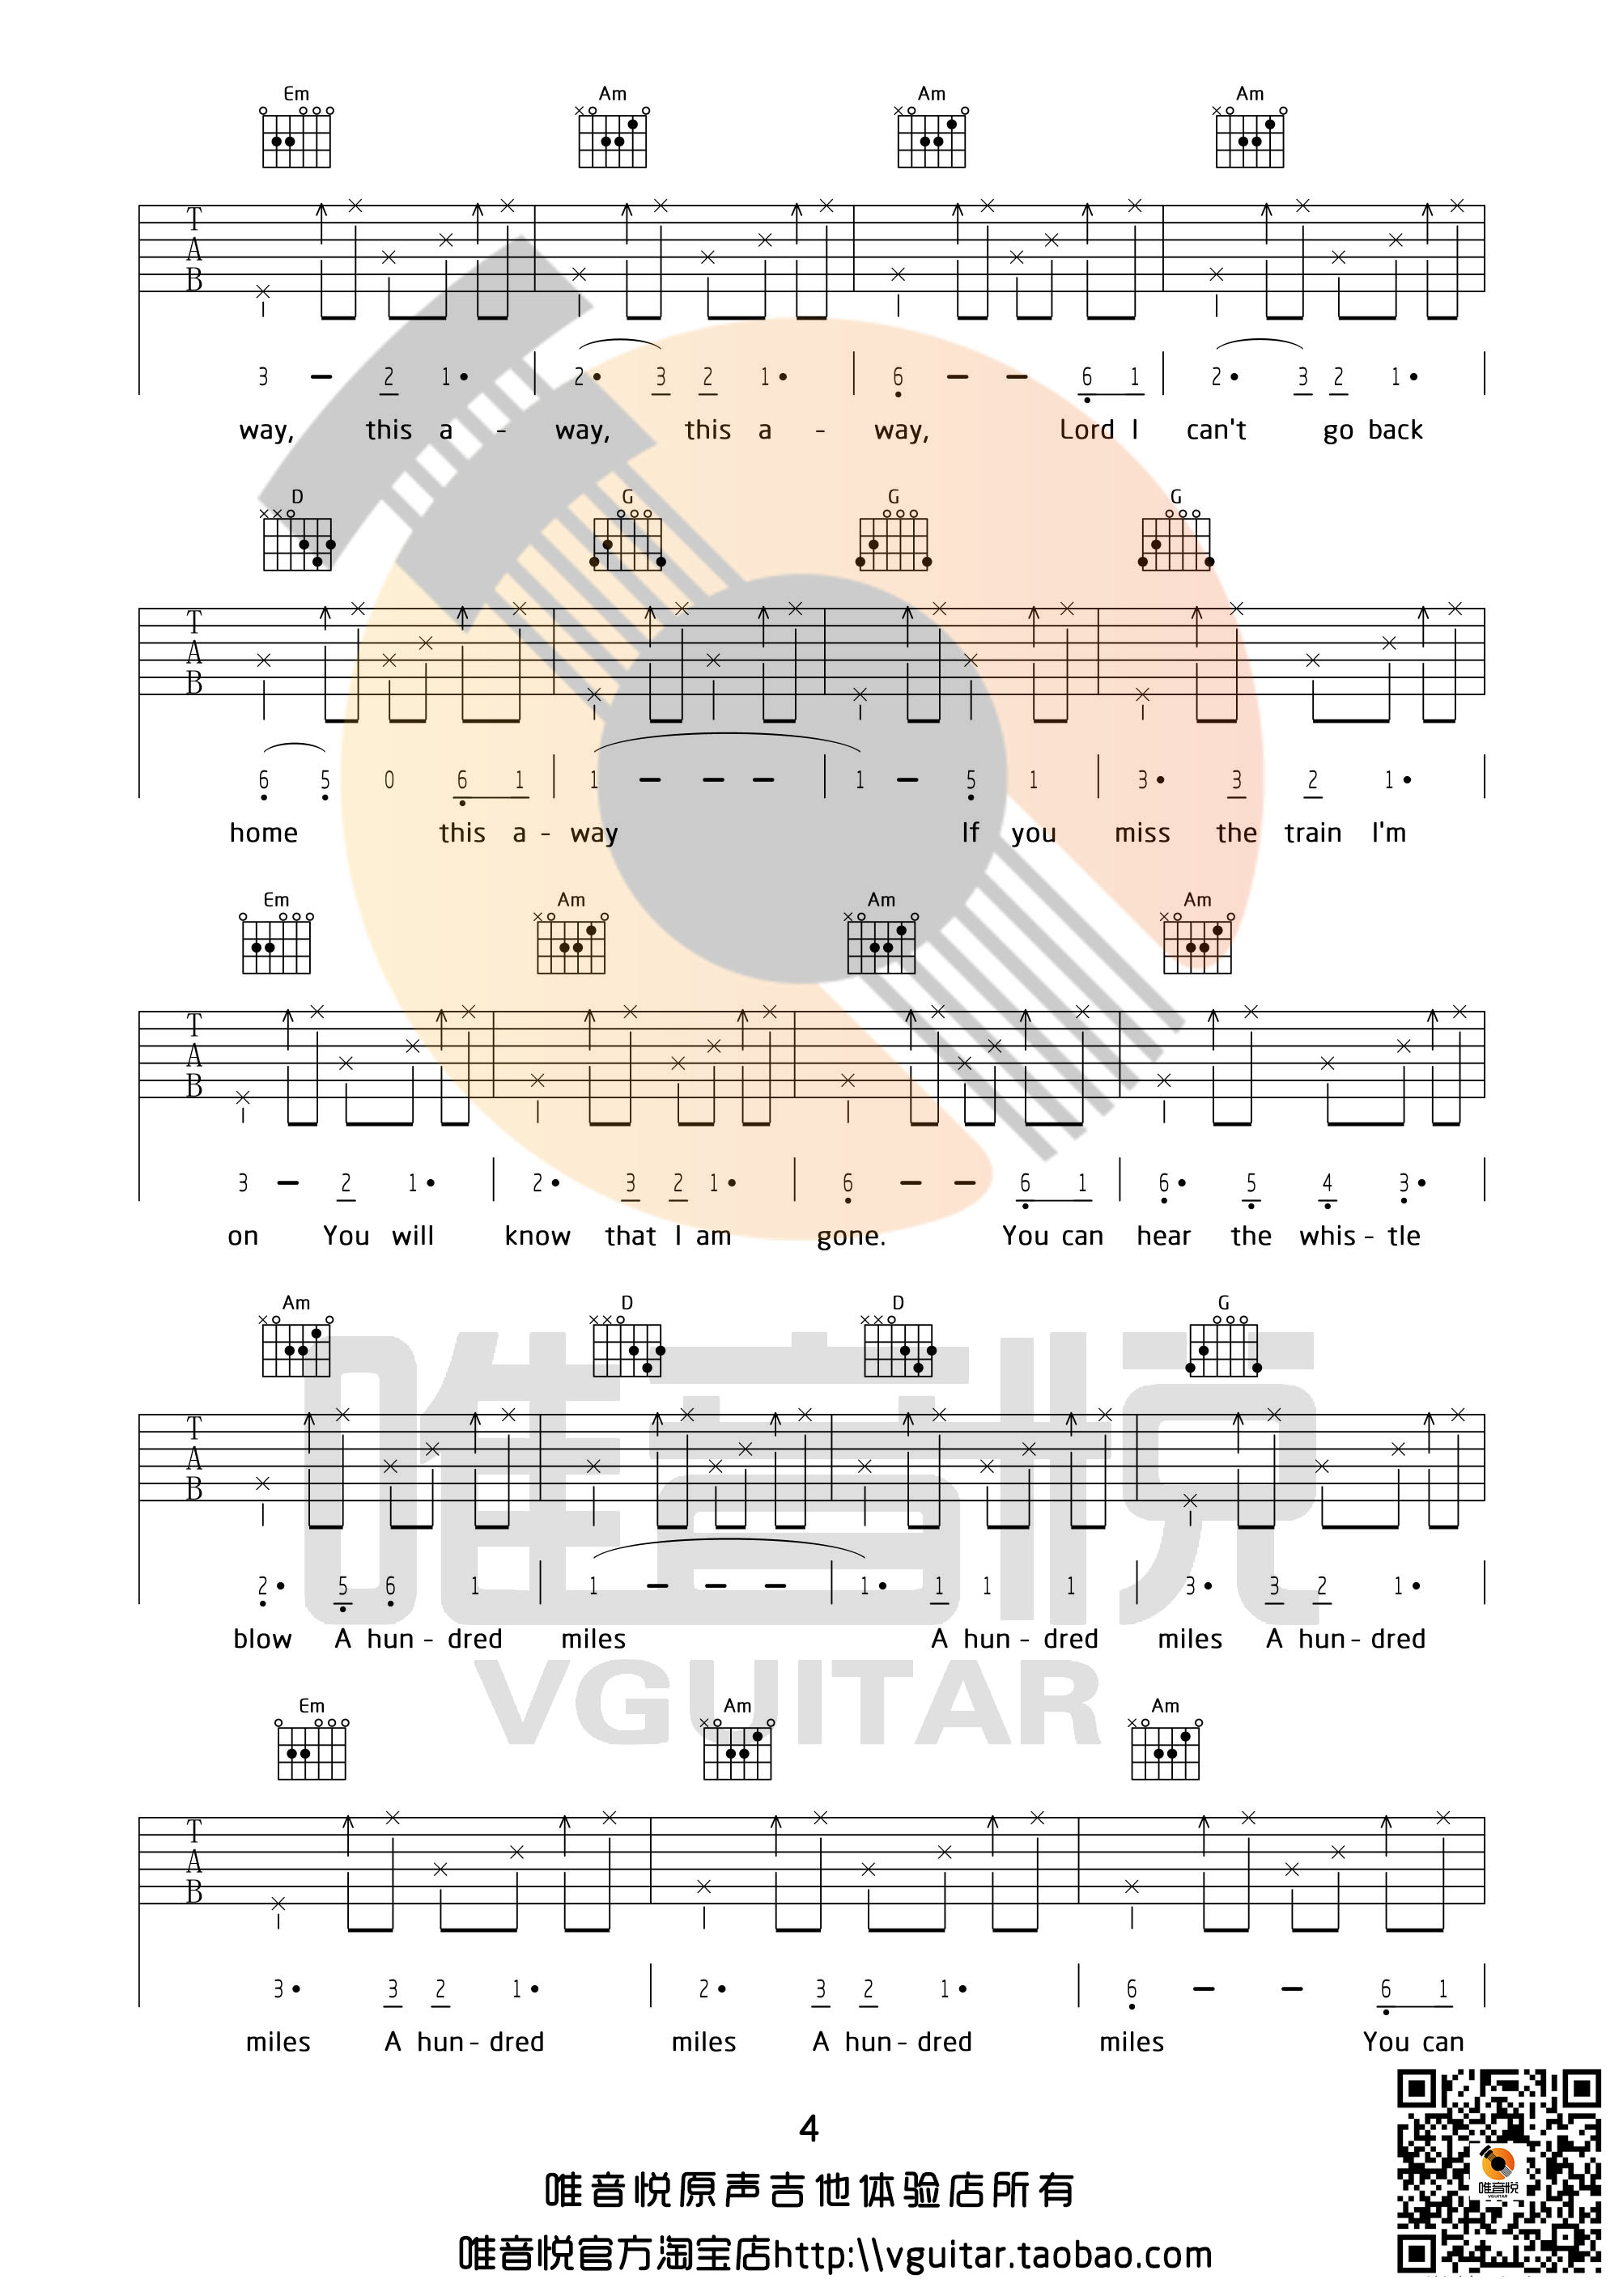 Em Am Am Am
T
A
B
3 – 2 1• 2• 3 2 1• 6 – – 6 1 2• 3 2 1•
way, this a - way, this a - way, Lord I can't go back
D G G G
T
A
B
6 5 0 6 1 1 – – – 1 – 5 1 3• 3 2 1•
home this a - way If you miss the train I'm
Em Am Am Am
T
A
B
3 – 2 1• 2• 3 2 1• 6 – – 6 1 6• 5 4 3•
on You will know that I am gone. You can hear the whis - tle
Am D D G
T
A
B
2• 5 6 1 1 – – – 1• 1 1 1 3• 3 2 1•
blow A hun - dred miles A hun - dred miles A hun - dred
唯音悦
VGUITAR
Em Am Am
T
A
B
3• 3 2 1• 2• 3 2 1• 6 – – 6 1
miles A hun - dred miles A hun - dred miles You can
4
唯音悦原声吉他体验店所有
唯音悦官方淘宝店http:\\vguitar.taobao.com
唯音悦
VGUITAR